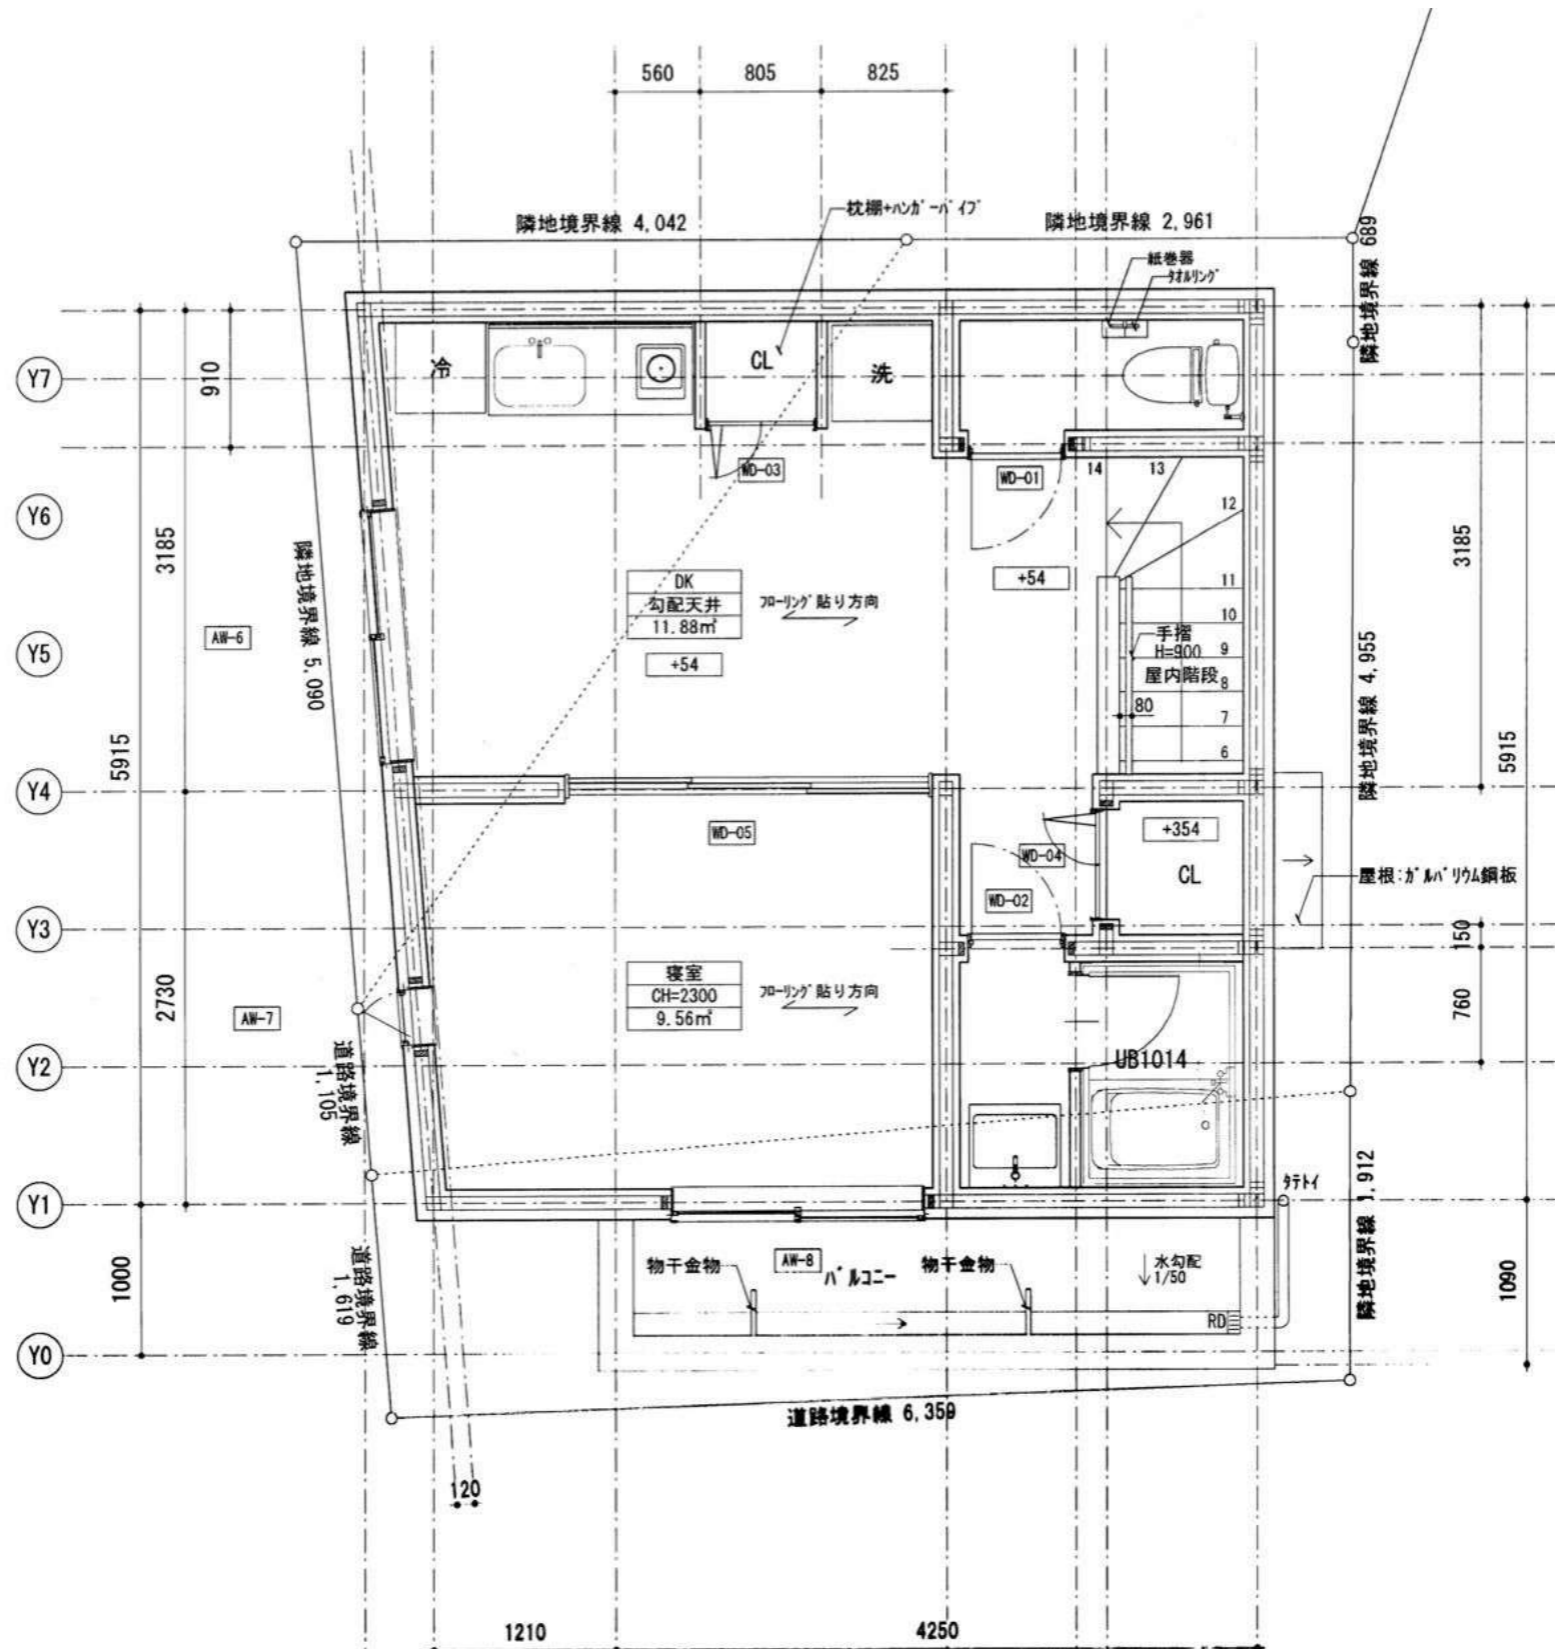 560
805
825
隣地境界線 4,042
枕棚+ﾊﾝｶﾞｰﾊﾟｲﾌﾟ
隣地境界線 2,961
隣地境界線 689
紙巻器
ﾀｵﾙﾘﾝｸﾞ
冷
CL
洗
Y7
910
WD-03
WD-01
14
13
12
Y6
3185
3185
隣地境界線 5,060
DK
勾配天井
11.88㎡
+54
ﾌﾛｰﾘﾝｸﾞ貼り方向
+54
11
10
手摺
H=900
9
屋内階段
8
80
7
6
AW-6
Y5
隣地境界線 4,955
5915
5915
Y4
WD-05
WD-04
WD-02
+354
CL
屋根:ｶﾞﾙﾊﾞﾘｳﾑ鋼板
Y3
150
2730
寝室
CH=2300
9.56㎡
ﾌﾛｰﾘﾝｸﾞ貼り方向
760
AW-7
道路境界線
1,105
UB1014
Y2
Y1
ﾀﾃﾄｲ
隣地境界線 1,912
道路境界線
1,619
物干金物
AW-8
ﾊﾞﾙｺﾆｰ
物干金物
水勾配
1/50
1000
1090
RD
Y0
道路境界線 6,359
120
1210
4250